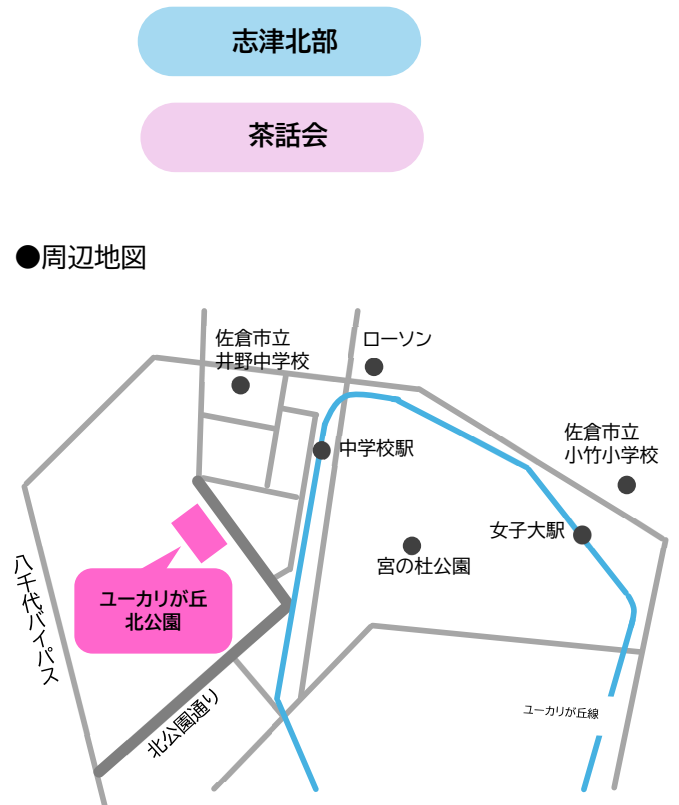 志津北部
茶話会
●周辺地図
佐倉市立
井野中学校
ローソン
中学校駅
佐倉市立
小竹小学校
女子大駅
宮の杜公園
ユーカリが丘
北公園
八千代バイパス
北公園通り
ユーカリが丘線